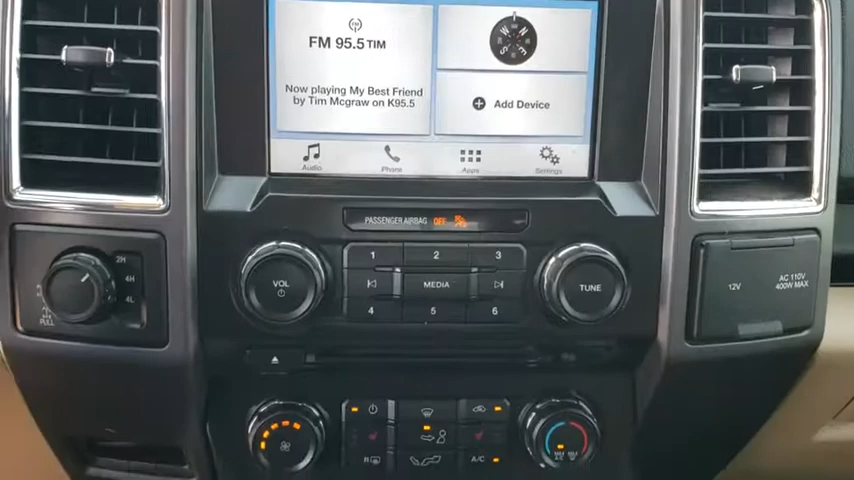 FM
FM 95.5 TIM
Now playing My Best Friend
by Tim Mcgraw on K95.5
W
S
E
Add Device
Audio
Phone
Apps
Settings
PASSENGER AIRBAG OFF
2H
4H
4L
PULL
VOL
1 2 3
MEDIA
4 5 6
TUNE
12V
AC 110V
400W MAX
R
A/C